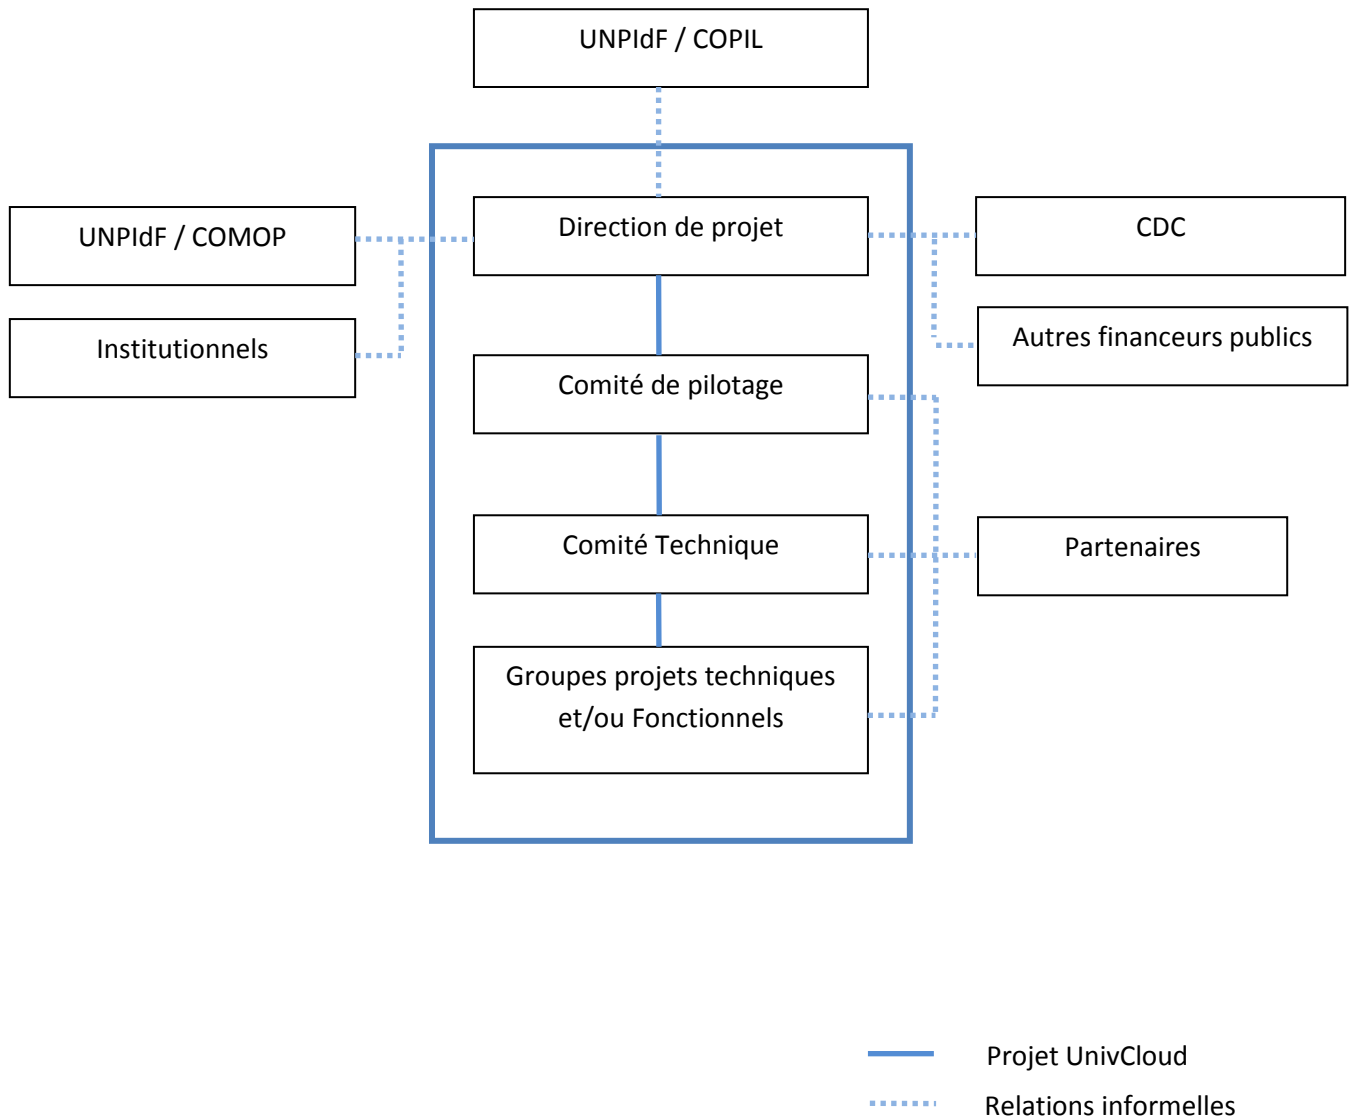 UNPIdF / COPIL
Direction de projet
UNPIdF / COMOP
CDC
Institutionnels
Autres financeurs publics
Comité de pilotage
Comité Technique
Partenaires
Groupes projets techniques
et/ou Fonctionnels
Projet UnivCloud
Relations informelles